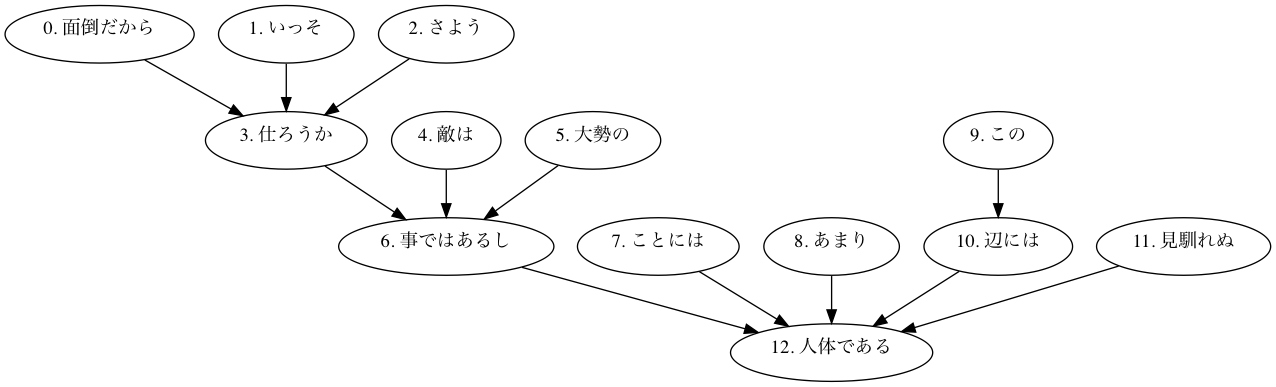 0. 面倒だから
1. いっそ
2. さよう
3. 仕ろうか
4. 敵は
5. 大勢の
9. この
6. 事ではあるし
7. ことには
8. あまり
10. 辺には
11. 見馴れぬ
12. 人体である